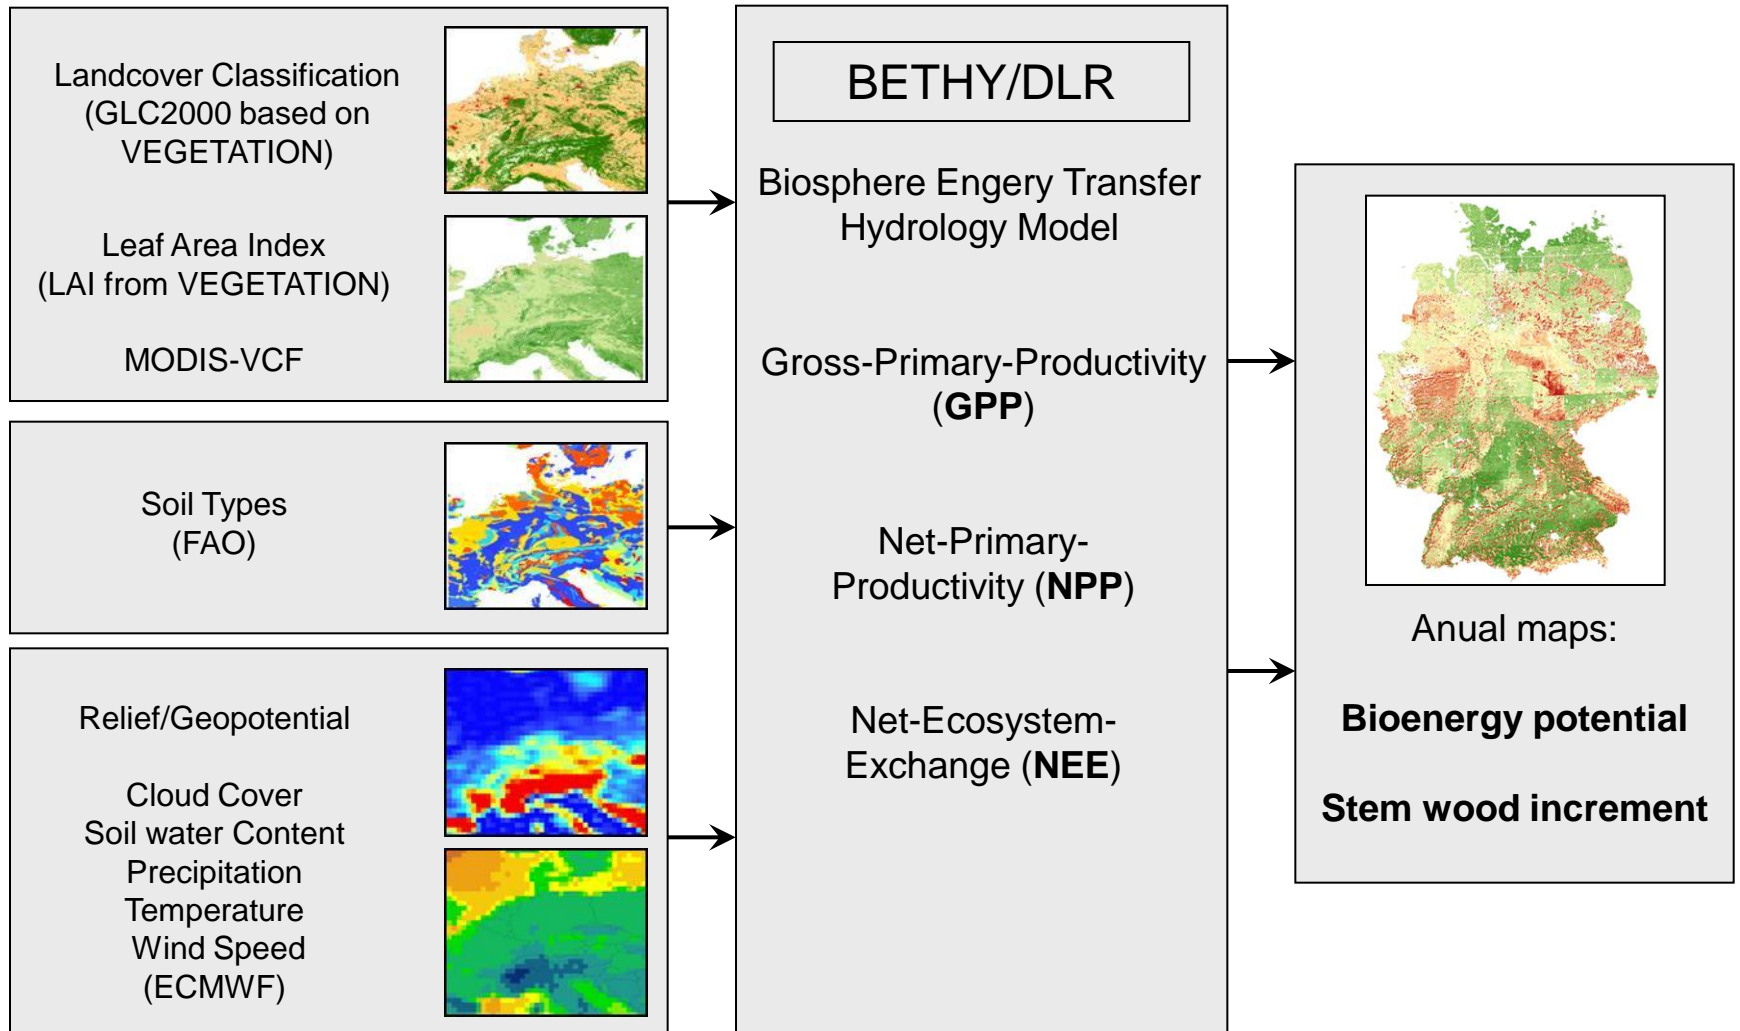 Landcover Classification
(GLC2000 based on
VEGETATION)
Leaf Area Index
(LAI from VEGETATION)
MODIS-VCF
Soil Types
(FAO)
Relief/Geopotential
Cloud Cover
Soil water Content
Precipitation
Temperature
Wind Speed
(ECMWF)
BETHY/DLR
Biosphere Engery Transfer
Hydrology Model
Gross-Primary-Productivity
(GPP)
Net-Primary-
Productivity (NPP)
Net-Ecosystem-
Exchange (NEE)
Anual maps:
Bioenergy potential
Stem wood increment